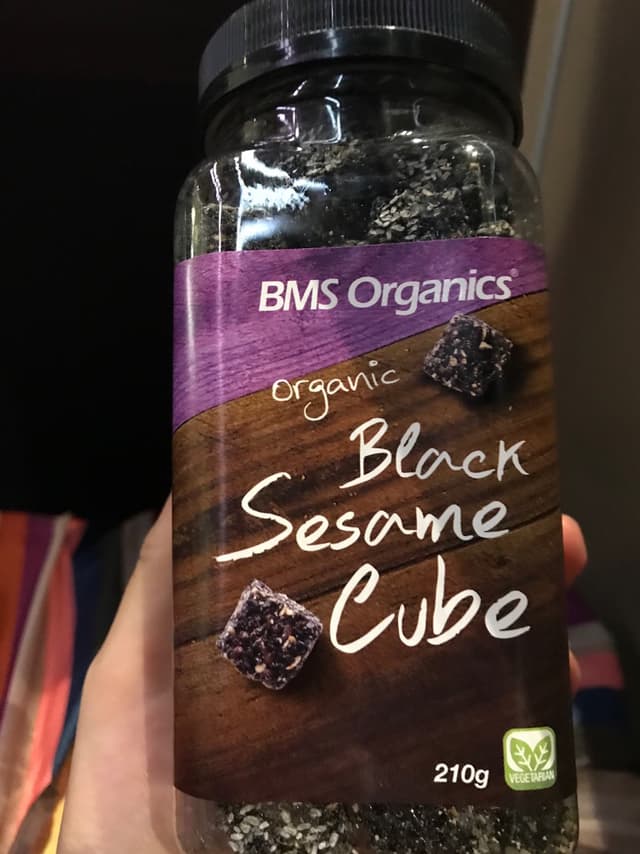 BMS Organics®
organic
Black
Sesame
Cube
210g
VEGETARIAN